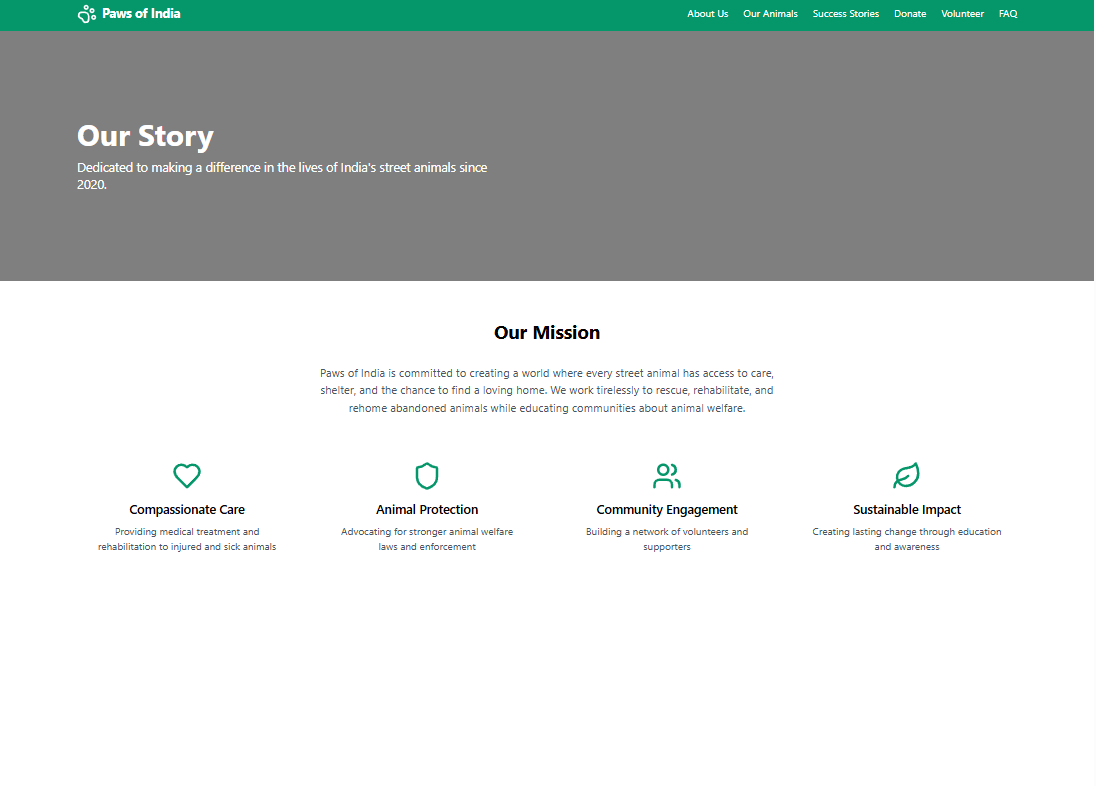 Paws of India
About Us Our Animals Success Stories Donate Volunteer FAQ
Our Story
Dedicated to making a difference in the lives of India's street animals since
2020.
Our Mission
Paws of India is committed to creating a world where every street animal has access to care,
shelter, and the chance to find a loving home. We work tirelessly to rescue, rehabilitate, and
rehome abandoned animals while educating communities about animal welfare.
Compassionate Care
Providing medical treatment and
rehabilitation to injured and sick animals
Animal Protection
Advocating for stronger animal welfare
laws and enforcement
Community Engagement
Building a network of volunteers and
supporters
Sustainable Impact
Creating lasting change through education
and awareness